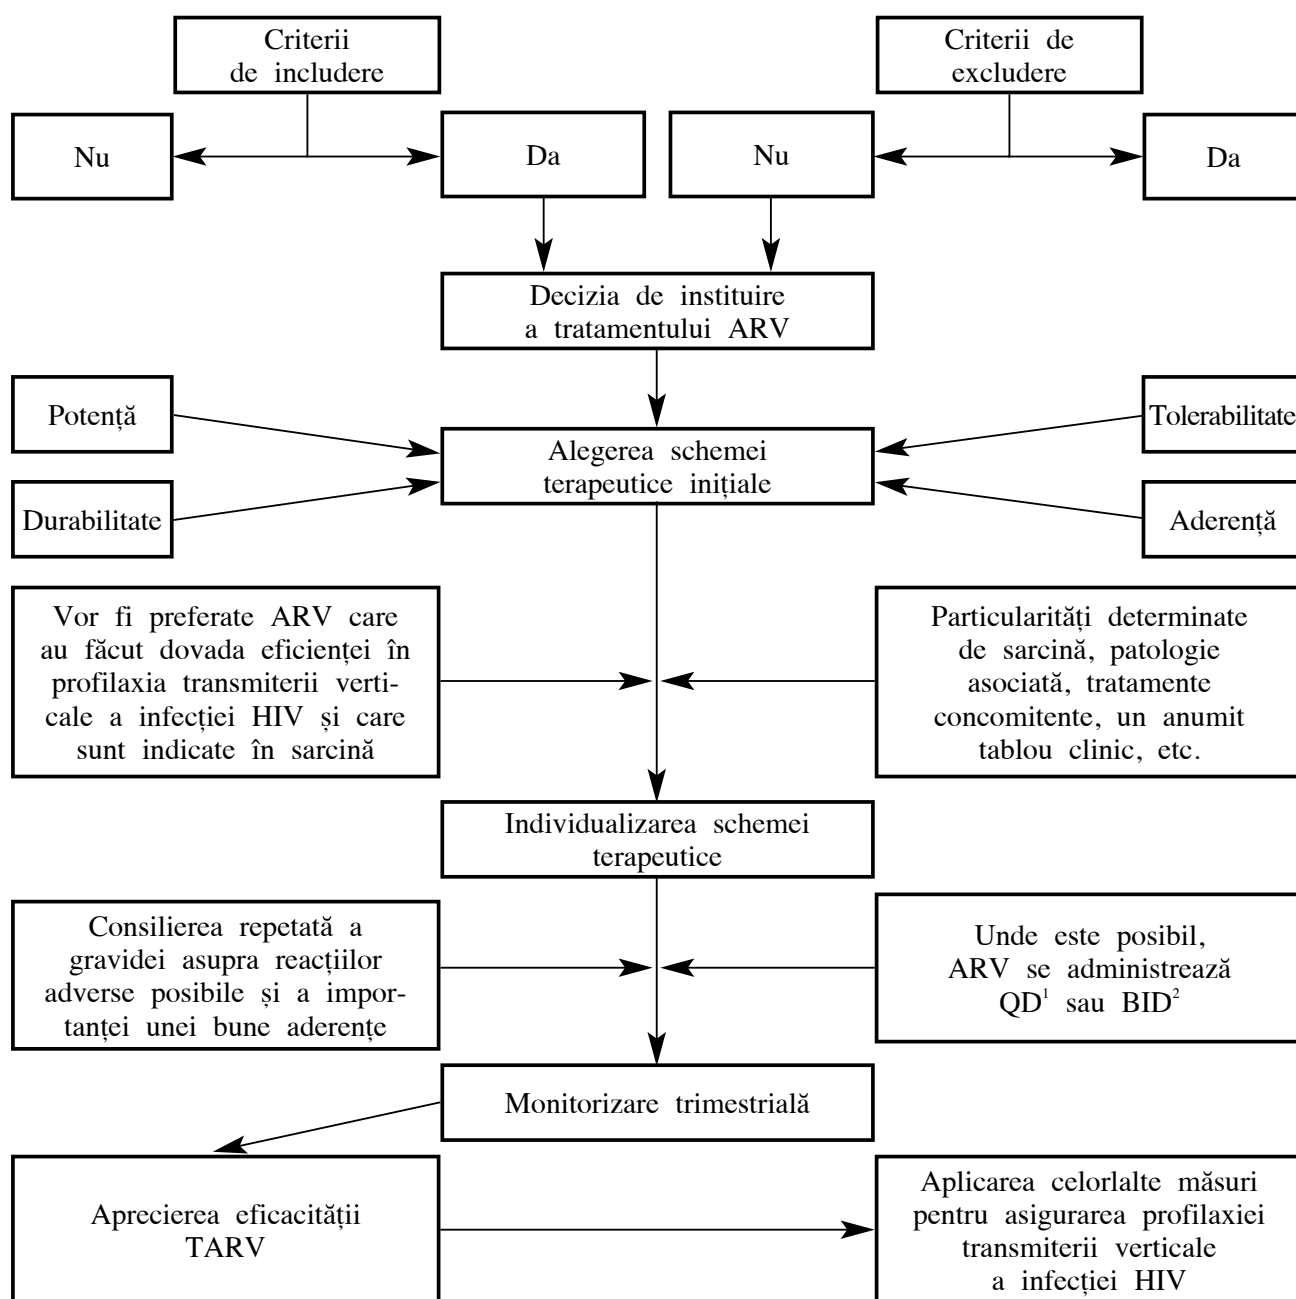 Criterii
de includere
Criterii de
excludere
Nu
Da
Nu
Da
Decizia de instituire
a tratamentului ARV
Potență
Tolerabilitate
Alegerea schemei
terapeutice inițiale
Durabilitate
Aderență
Vor fi preferate ARV care
au făcut dovada eficienței în
profilaxia transmiterii verti-
cale a infecției HIV și care
sunt indicate în sarcină
Particularități determinate
de sarcină, patologie
asociată, tratamente
concomitente, un anumit
tablou clinic, etc.
Individualizarea schemei
terapeutice
Consilierea repetată a
gravidei asupra reacțiilor
adverse posibile și a impor-
tanței unei bune aderențe
Unde este posibil,
ARV se administrează
QD¹ sau BID²
Monitorizare trimestrială
Aprecierea eficacității
TARV
Aplicarea celorlalte măsuri
pentru asigurarea profilaxiei
transmiterii verticale
a infecției HIV